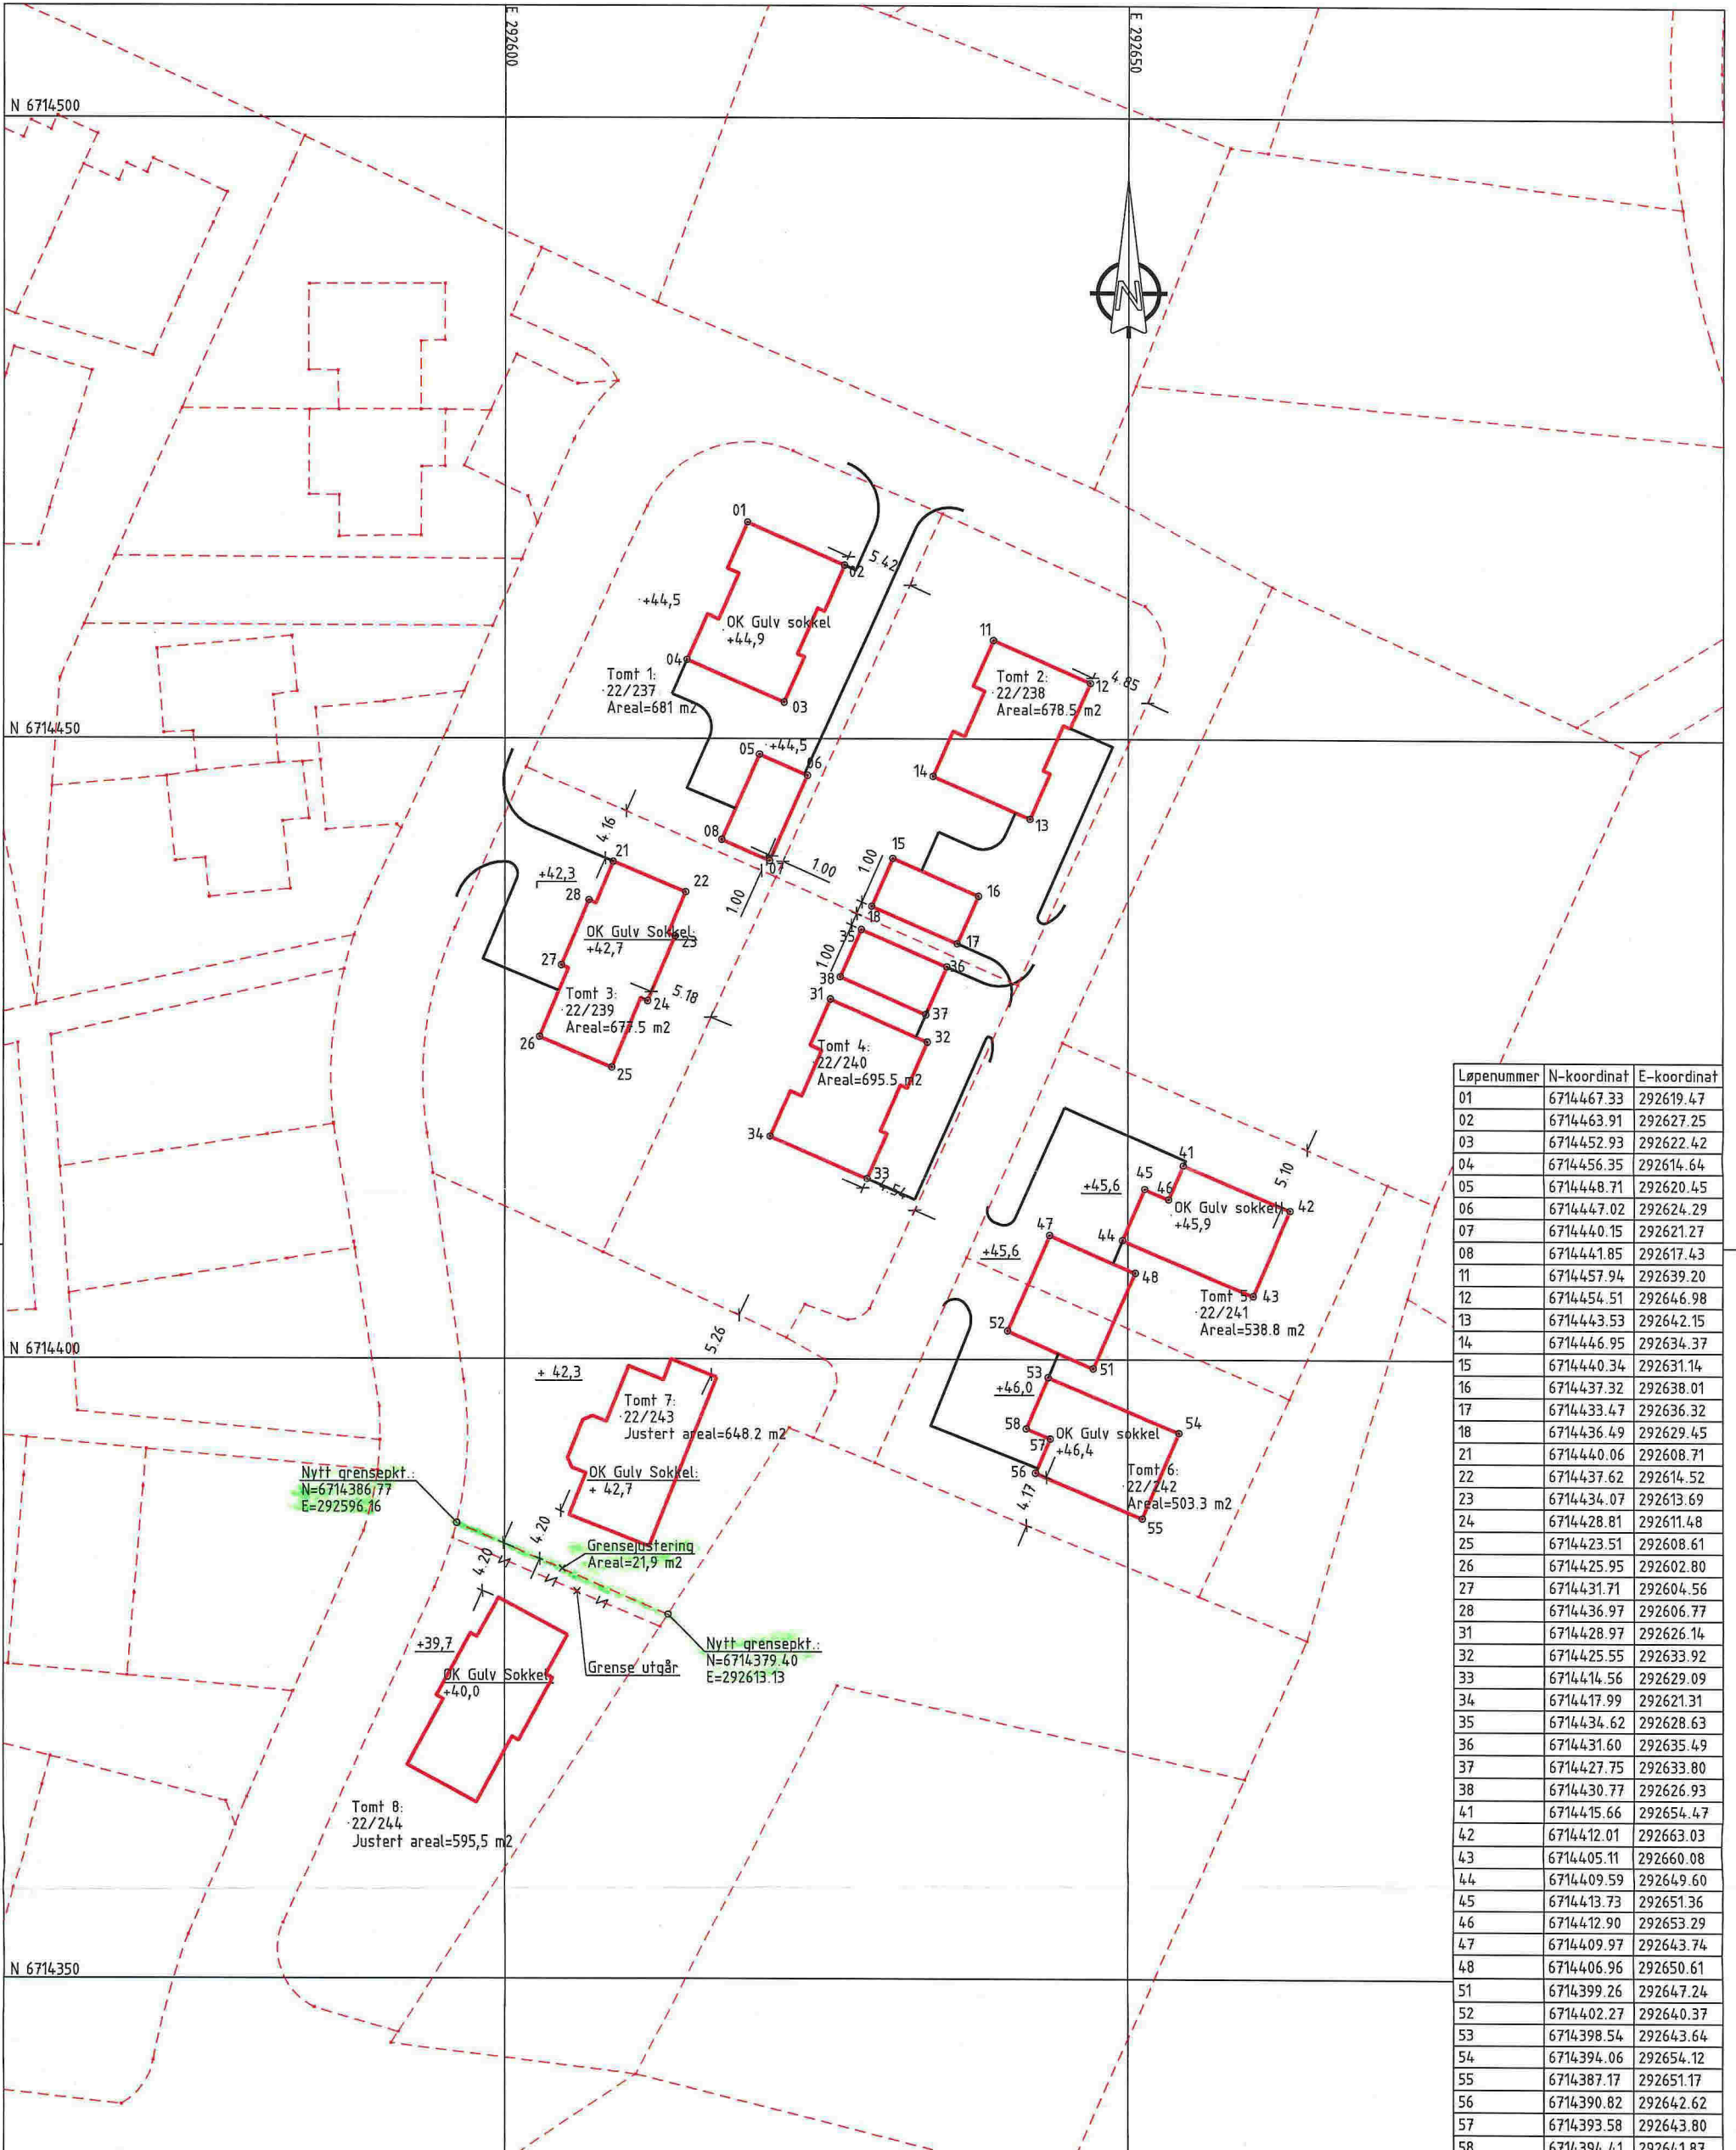 E 292600
E 292650
N 6714500
N
01
02
5.42
+44,5
OK Gulv sokkel
+44,9
04
Tomt 1:
22/237
Areal=681 m2
03
11
Tomt 2:
22/238
Areal=678.5 m2
12
4.85
N 6714450
05
+44,5
06
14
13
08
07
1.00
1.00
4.16
21
+42,3
22
28
OK Gulv Sokkel:
+42,7
23
27
Tomt 3:
22/239
Areal=677.5 m2
24
5.18
26
25
15
1.00
16
18
17
35
1.00
36
38
31
37
32
Tomt 4:
22/240
Areal=695.5 m2
34
33
4.54
41
5.10
45
46
+45,6
OK Gulv sokkel
+45,9
42
47
44
+45,6
48
Tomt 5:
22/241
Areal=538.8 m2
43
52
51
N 6714400
53
+46,0
54
58
57
OK Gulv sokkel
+46,4
56
Tomt 6:
22/242
Areal=503.3 m2
4.17
55
5.26
+ 42,3
Tomt 7:
22/243
Justert areal=648.2 m2
OK Gulv Sokkel:
+ 42,7
Nytt grensepkt.:
N=6714386,77
E=292596,16
4.20
4.20
Grensejustering
Areal=21,9 m2
Grense utgår
Nytt grensepkt.:
N=6714379.40
E=292613.13
+39,7
OK Gulv Sokkel
+40,0
Tomt 8:
22/244
Justert areal=595,5 m2
N 6714350
Løpenummer N-koordinat E-koordinat
01 6714467.33 292619.47
02 6714463.91 292627.25
03 6714452.93 292622.42
04 6714456.35 292614.64
05 6714448.71 292620.45
06 6714447.02 292624.29
07 6714440.15 292621.27
08 6714441.85 292617.43
11 6714457.94 292639.20
12 6714454.51 292646.98
13 6714443.53 292642.15
14 6714446.95 292634.37
15 6714440.34 292631.14
16 6714437.32 292638.01
17 6714433.47 292636.32
18 6714436.49 292629.45
21 6714440.06 292608.71
22 6714437.62 292614.52
23 6714434.07 292613.69
24 6714428.81 292611.48
25 6714423.51 292608.61
26 6714425.95 292602.80
27 6714431.71 292604.56
28 6714436.97 292606.77
31 6714428.97 292626.14
32 6714425.55 292633.92
33 6714414.56 292629.09
34 6714417.99 292621.31
35 6714434.62 292628.63
36 6714431.60 292635.49
37 6714427.75 292633.80
38 6714430.77 292626.93
41 6714415.66 292654.47
42 6714412.01 292663.03
43 6714405.11 292660.08
44 6714409.59 292649.60
45 6714413.73 292651.36
46 6714412.90 292653.29
47 6714409.97 292643.74
48 6714406.96 292650.61
51 6714399.26 292647.24
52 6714402.27 292640.37
53 6714398.54 292643.64
54 6714394.06 292654.12
55 6714387.17 292651.17
56 6714390.82 292642.62
57 6714393.58 292643.80
58 6714394.41 292641.87